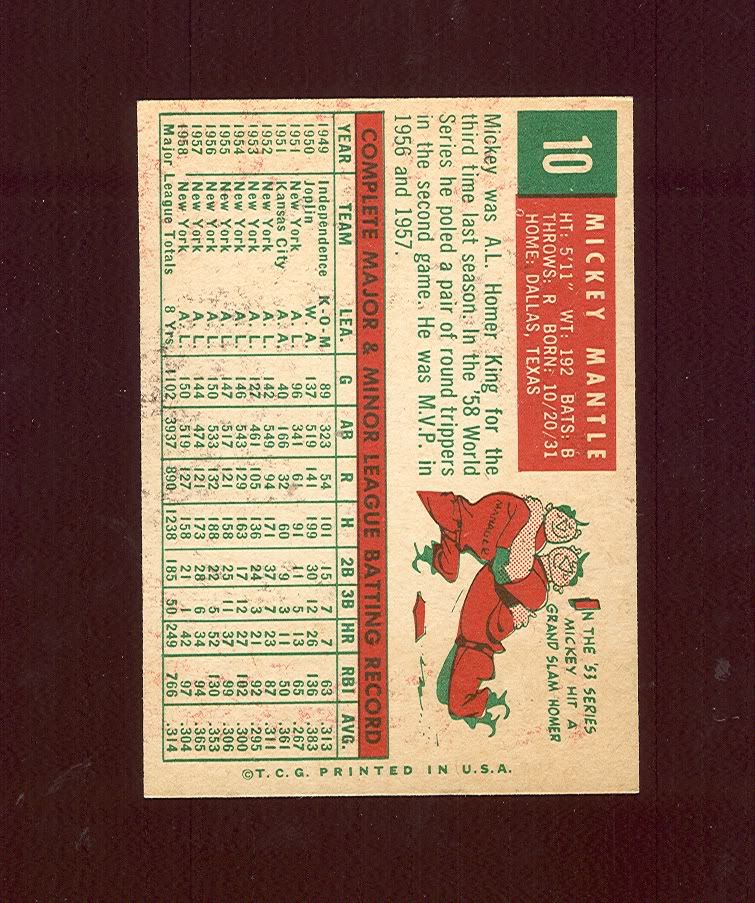 10
MICKEY MANTLE
HT: 5'11" WT: 192 BATS: B
THROWS: R BORN: 10/20/31
HOME: DALLAS, TEXAS
Mickey was A.L. Homer King for the
third time last season. In the '58 World
Series he poled a pair of round trippers
in the second game. He was M.V.P. in
1956 and 1957.
IN THE '53 SERIES
MICKEY HIT A
GRAND SLAM HOMER
MANAGER
COMPLETE MAJOR & MINOR LEAGUE BATTING RECORD
YEAR TEAM LEA. G AB R H 2B 3B HR RBI AVG.
1949 Independence K-O-M 89 323 54 101 15 7 7 63 .313
1950 Joplin W. A. 137 519 141 199 30 12 26 136 .383
1951 New York A. L. 96 341 61 91 11 5 13 65 .267
1951 Kansas City A. A. 40 166 32 60 9 3 11 50 .361
1952 New York A. L. 142 549 94 171 37 7 23 87 .311
1953 New York A. L. 127 461 105 136 24 3 21 92 .295
1954 New York A. L. 146 543 129 163 17 12 27 102 .300
1955 New York A. L. 147 517 121 158 25 11 37 99 .306
1956 New York A. L. 150 533 132 188 22 5 52 130 .353
1957 New York A. L. 144 474 121 173 28 6 34 94 .365
1958 New York A. L. 150 519 127 158 21 1 42 97 .304
Major League Totals 8 Yrs. 1102 3937 890 1238 185 50 249 766 .314
©T.C.G. PRINTED IN U.S.A.